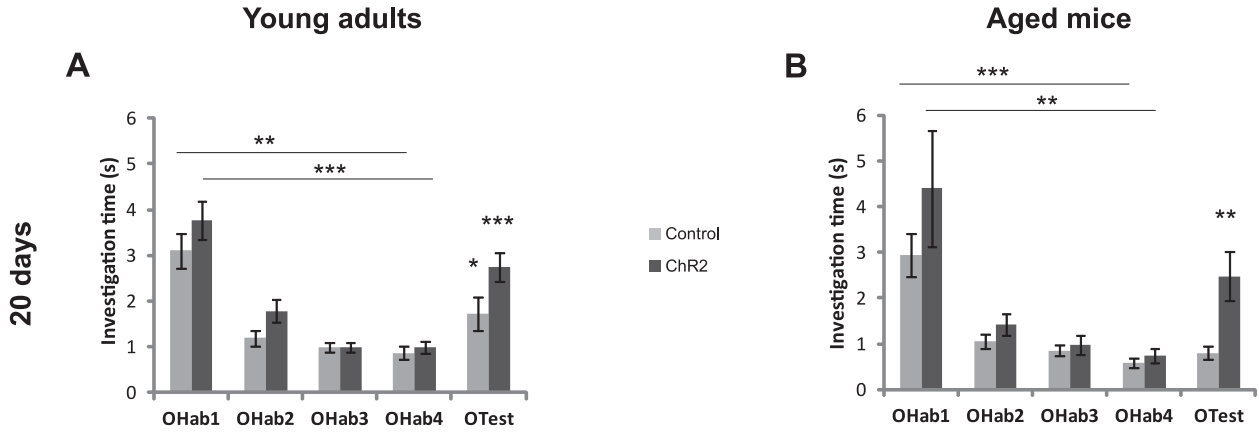 Young adults
Aged mice
A
B
20 days
Investigation time (s)
6
5
4
3
2
1
0
**
***
*
***
OHab1 OHab2 OHab3 OHab4 OTest
Control
ChR2
***
**
Investigation time (s)
6
5
4
3
2
1
0
**
OHab1 OHab2 OHab3 OHab4 OTest